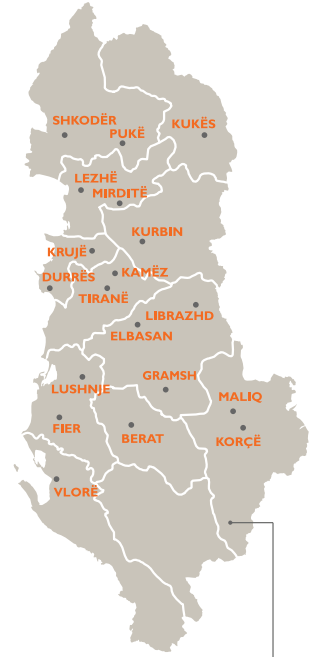 SHKODËR
PUKË
KUKËS
LEZHË
MIRDITË
KURBIN
KRUJË
DURRËS
KAMËZ
TIRANË
LIBRAZHD
ELBASAN
LUSHNJE
GRAMSH
MALIQ
FIER
BERAT
KORÇË
VLORË